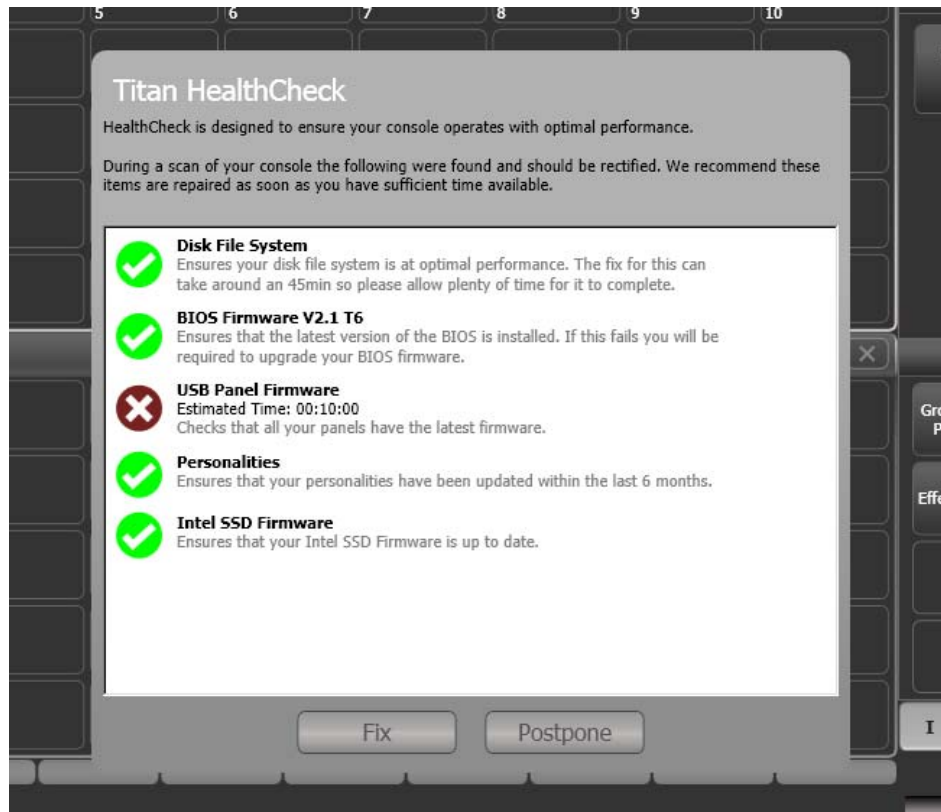 5 6 7 8 9 10
Titan HealthCheck
HealthCheck is designed to ensure your console operates with optimal performance.
During a scan of your console the following were found and should be rectified. We recommend these
items are repaired as soon as you have sufficient time available.
Disk File System
Ensures your disk file system is at optimal performance. The fix for this can
take around an 45min so please allow plenty of time for it to complete.
BIOS Firmware V2.1 T6
Ensures that the latest version of the BIOS is installed. If this fails you will be
required to upgrade your BIOS firmware.
USB Panel Firmware
Estimated Time: 00:10:00
Checks that all your panels have the latest firmware.
Personalities
Ensures that your personalities have been updated within the last 6 months.
Intel SSD Firmware
Ensures that your Intel SSD Firmware is up to date.
Fix
Postpone
Gro
P
Effe
I